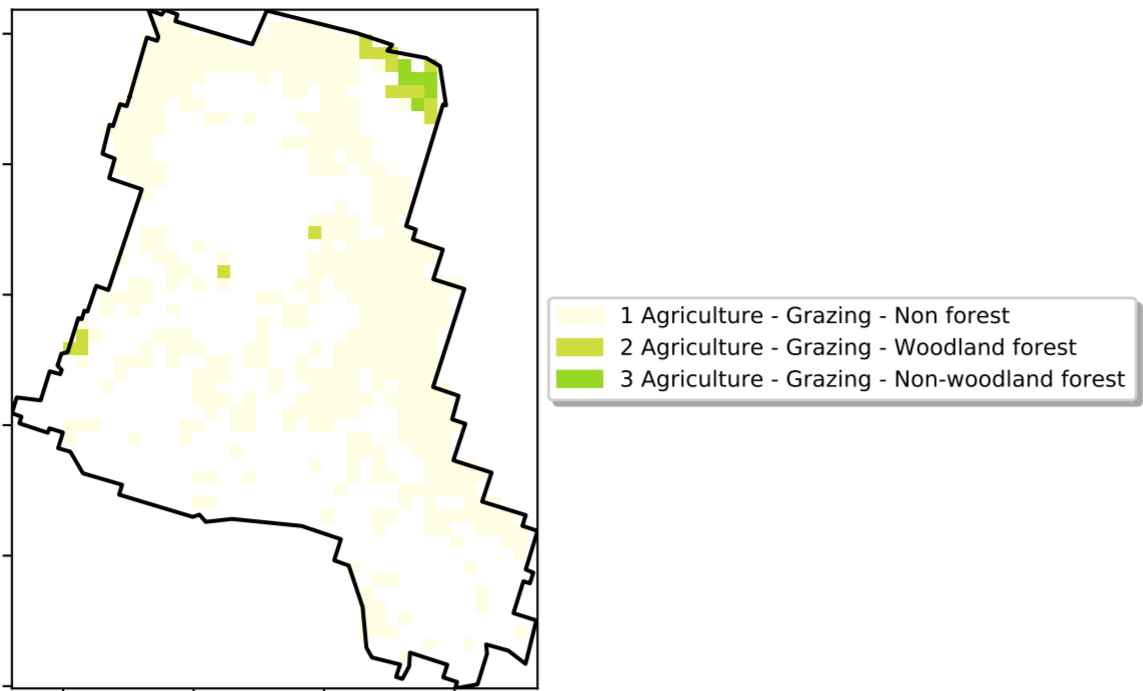 1 Agriculture - Grazing - Non forest
2 Agriculture - Grazing - Woodland forest
3 Agriculture - Grazing - Non-woodland forest